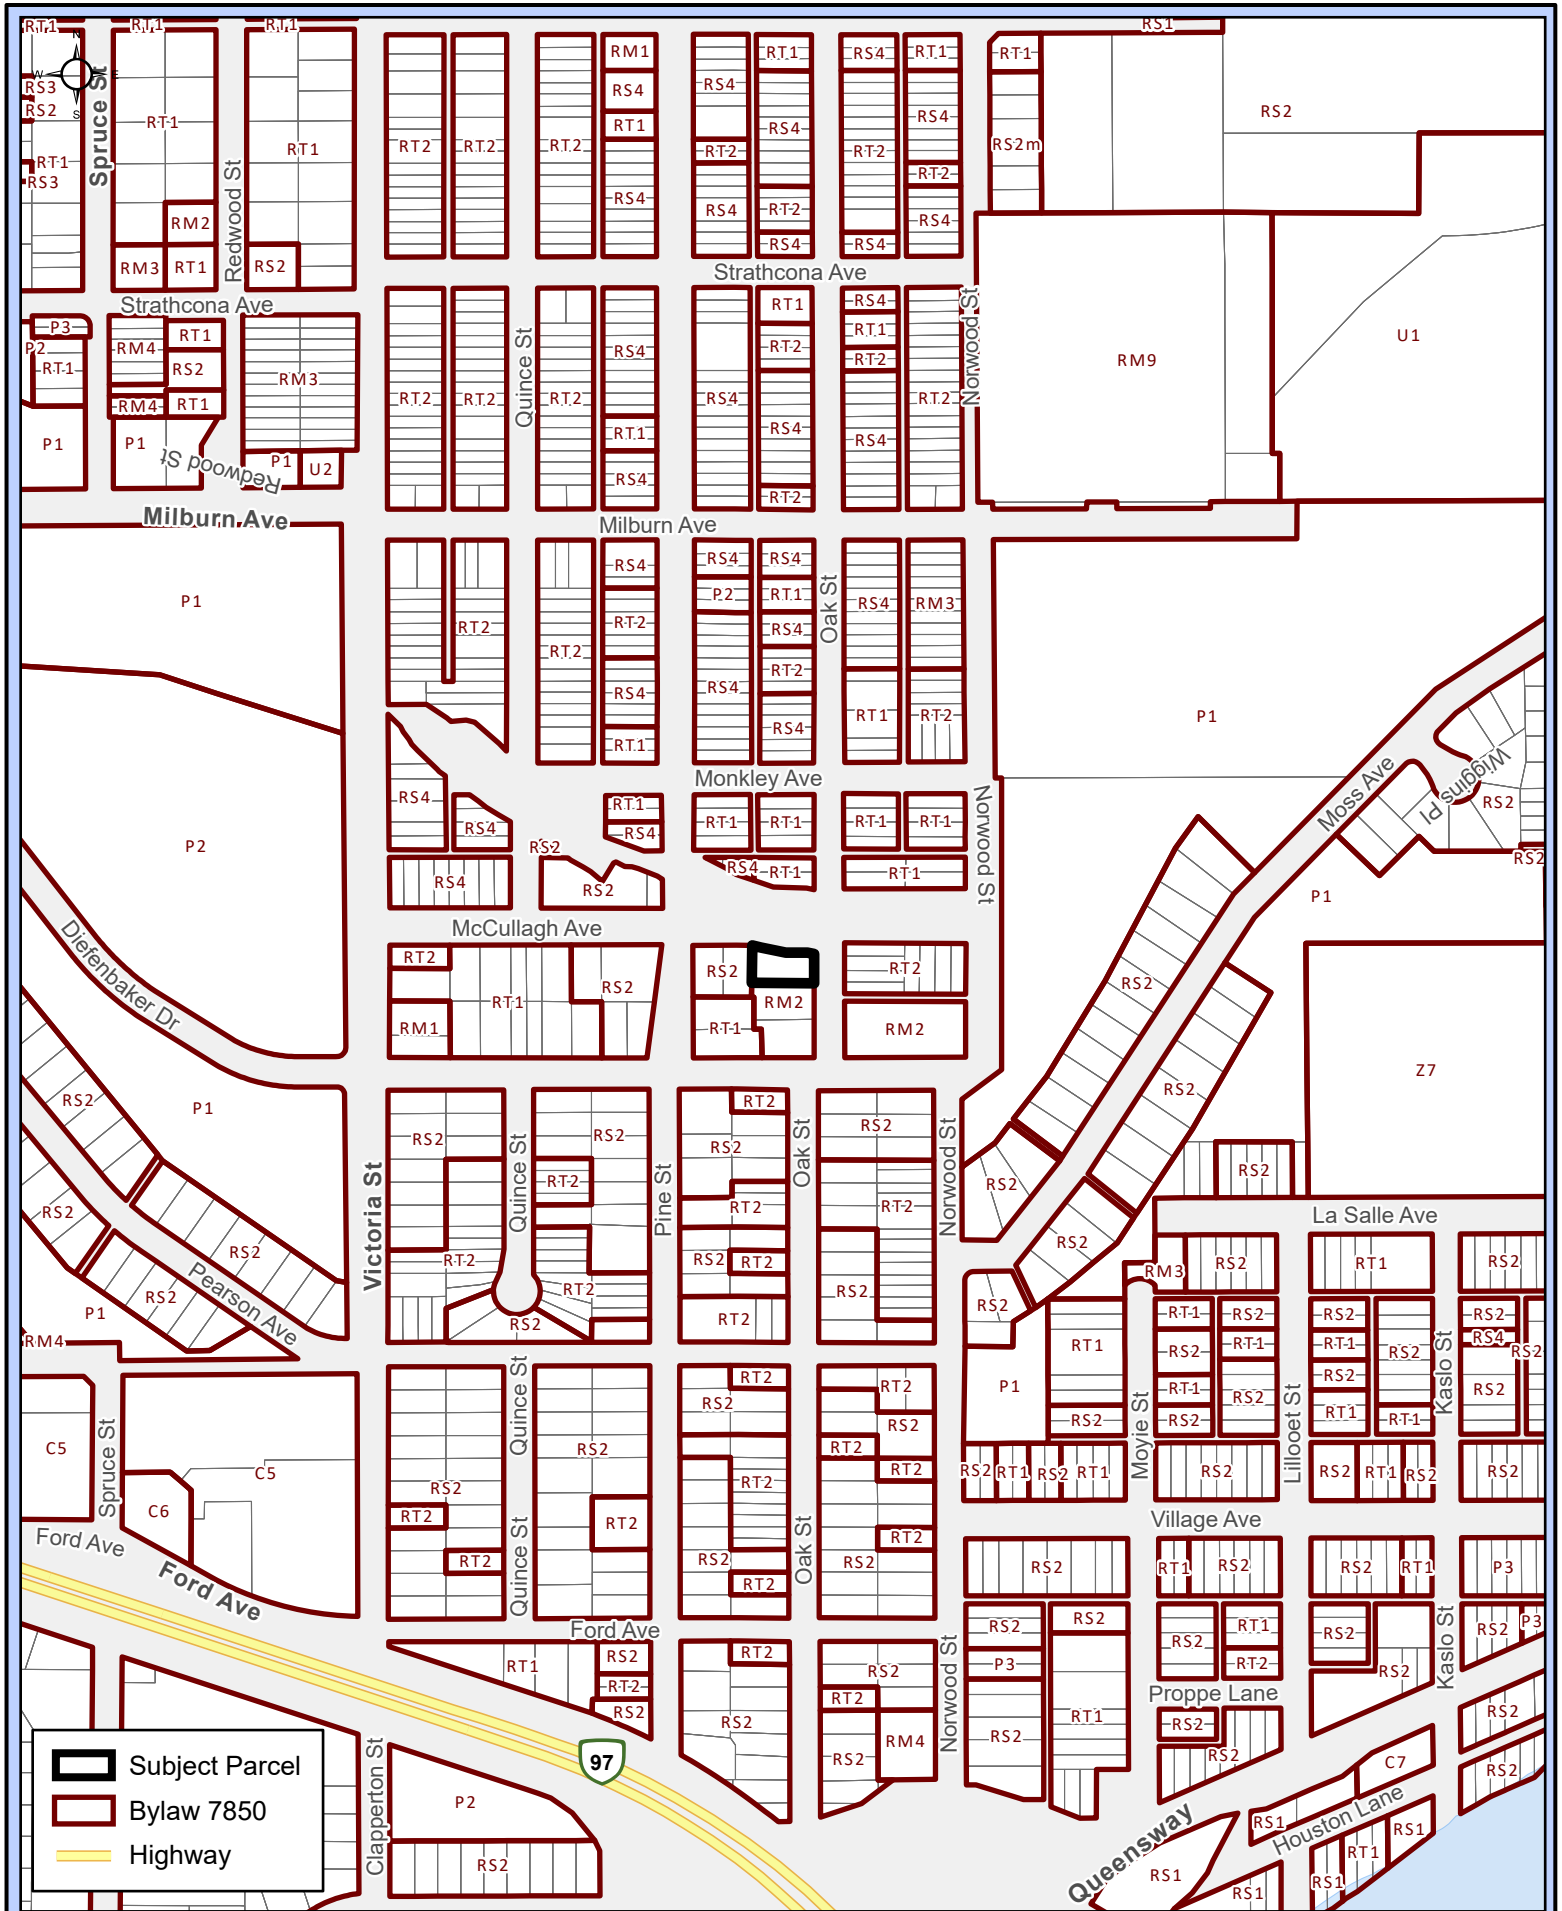 RT1 RT1 RT1 RS1
N
W E
S
RS3 RS2 RT1 RS3
Spruce St
RT1 RM2 RM3 RT1
Redwood St
RT1 RS2
RT2 RT2 RT2
RM1 RS4 RT1 RS4
RS4 RT2 RS4
RT1 RS4 RT2 RS4
RS4 RT2 RS4
RT1 RS4 RT2 RS4
RT1 RS2m RS2
Strathcona Ave
Strathcona Ave
P3 P2 RT1 P1
RM4 RT1 RS2 RM4 RT1 P1
Redwood St
RM3 P1 U2
RT2 RT2
Quince St
RT2
RS4 RT1 RS4
RS4
RT1 RT2 RS4 RT2
RS4 RT1 RT2 RS4
RT2
Norwood St
RM9 U1
Milburn Ave
Milburn Ave
P1
RT2 RT2
RS4 RT2 RS4 RT1
RS4 P2 RS4
RS4 RT1 RS4 RT2 RS4
Oak St
RS4 RT1
RM3 RT2
P1
Monkley Ave
Moss Ave
Wiggins Pl
RS2
RS2
P2
RS4 RS4 RS4
RS2 RS2
RT1 RS4
RT1 RT1 RS4 RT1
RT1 RT1 RT1
Norwood St
P1
McCullagh Ave
Diefenbaker Dr
RT2 RM1 RT1 RS2
RS2 RT1 RM2
RT2 RM2
RS2 RS2
Z7
RS2 P1 RS2
RS2 RS2
Pearson Ave
P1
RM4
Victoria St
RS2 RT2
Quince St
RS2 RT2 RT2 RS2
Pine St
RT2 RS2 RT2 RS2 RT2 RT2
Oak St
RS2 RT2 RS2
Norwood St
RS2 RS2 RS2
RS2
La Salle Ave
RM3 RS2 RT1 RS2
RT1 RS2 RT1 RS2
RS2 RT1 RS2
RS2 RT1 RS2 RT1
RS2 RT1
RS2 RS4 RS2 RS2
P1 RT1 RS2
Moyie St
Lillooet St
Kaslo St
RS2 RT1 RS2 RT1
RS2
RS2 RT1 RS2
RS2
C5
Spruce St
C5 C6
Ford Ave
Ford Ave
Quince St
Quince St
RS2 RT2 RT2
RS2 RT2
RT2 RS2 RT2 RS2 RT2
Oak St
RT2 RS2 RT2 RT2 RT2 RS2
Village Ave
RS2
RT1 RS2
RS2 RT1
P3
Ford Ave
RT1 RS2 RT2 RS2
RT2 RS2
RS2 RT2 RS2 RM4
Norwood St
RS2 P3 RS2
RS2 RT1
RS2 RT1 RT2
RS2 RS2
Kaslo St
RS2 P3
Proppe Lane
RS2 RS2
RS2
RS2
C7
RS1
Houston Lane
RS1 RT1 RS1
Queensway
RS1 RS1
97
Clapperton St
P2
RS2
Subject Parcel
Bylaw 7850
Highway